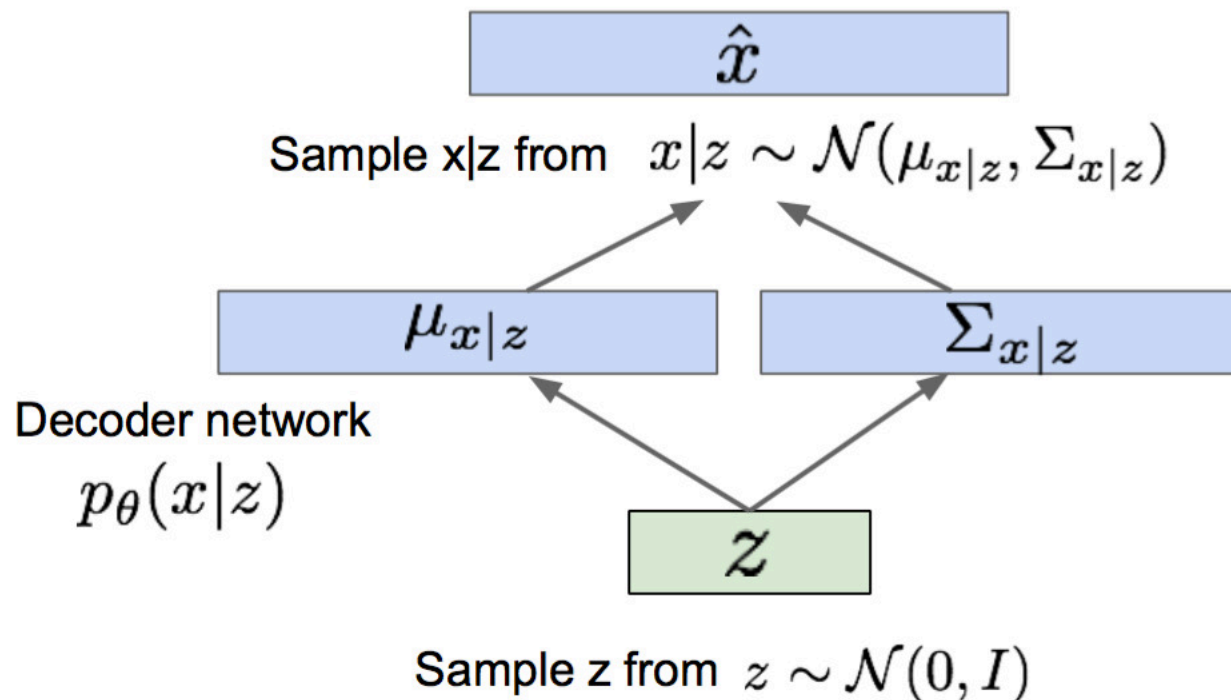 x̂
Sample x|z from x|z ∼ 𝒩(μ_{x|z}, Σ_{x|z})
μ_{x|z} Σ_{x|z}
Decoder network
p_θ(x|z)
z
Sample z from z ∼ 𝒩(0, I)